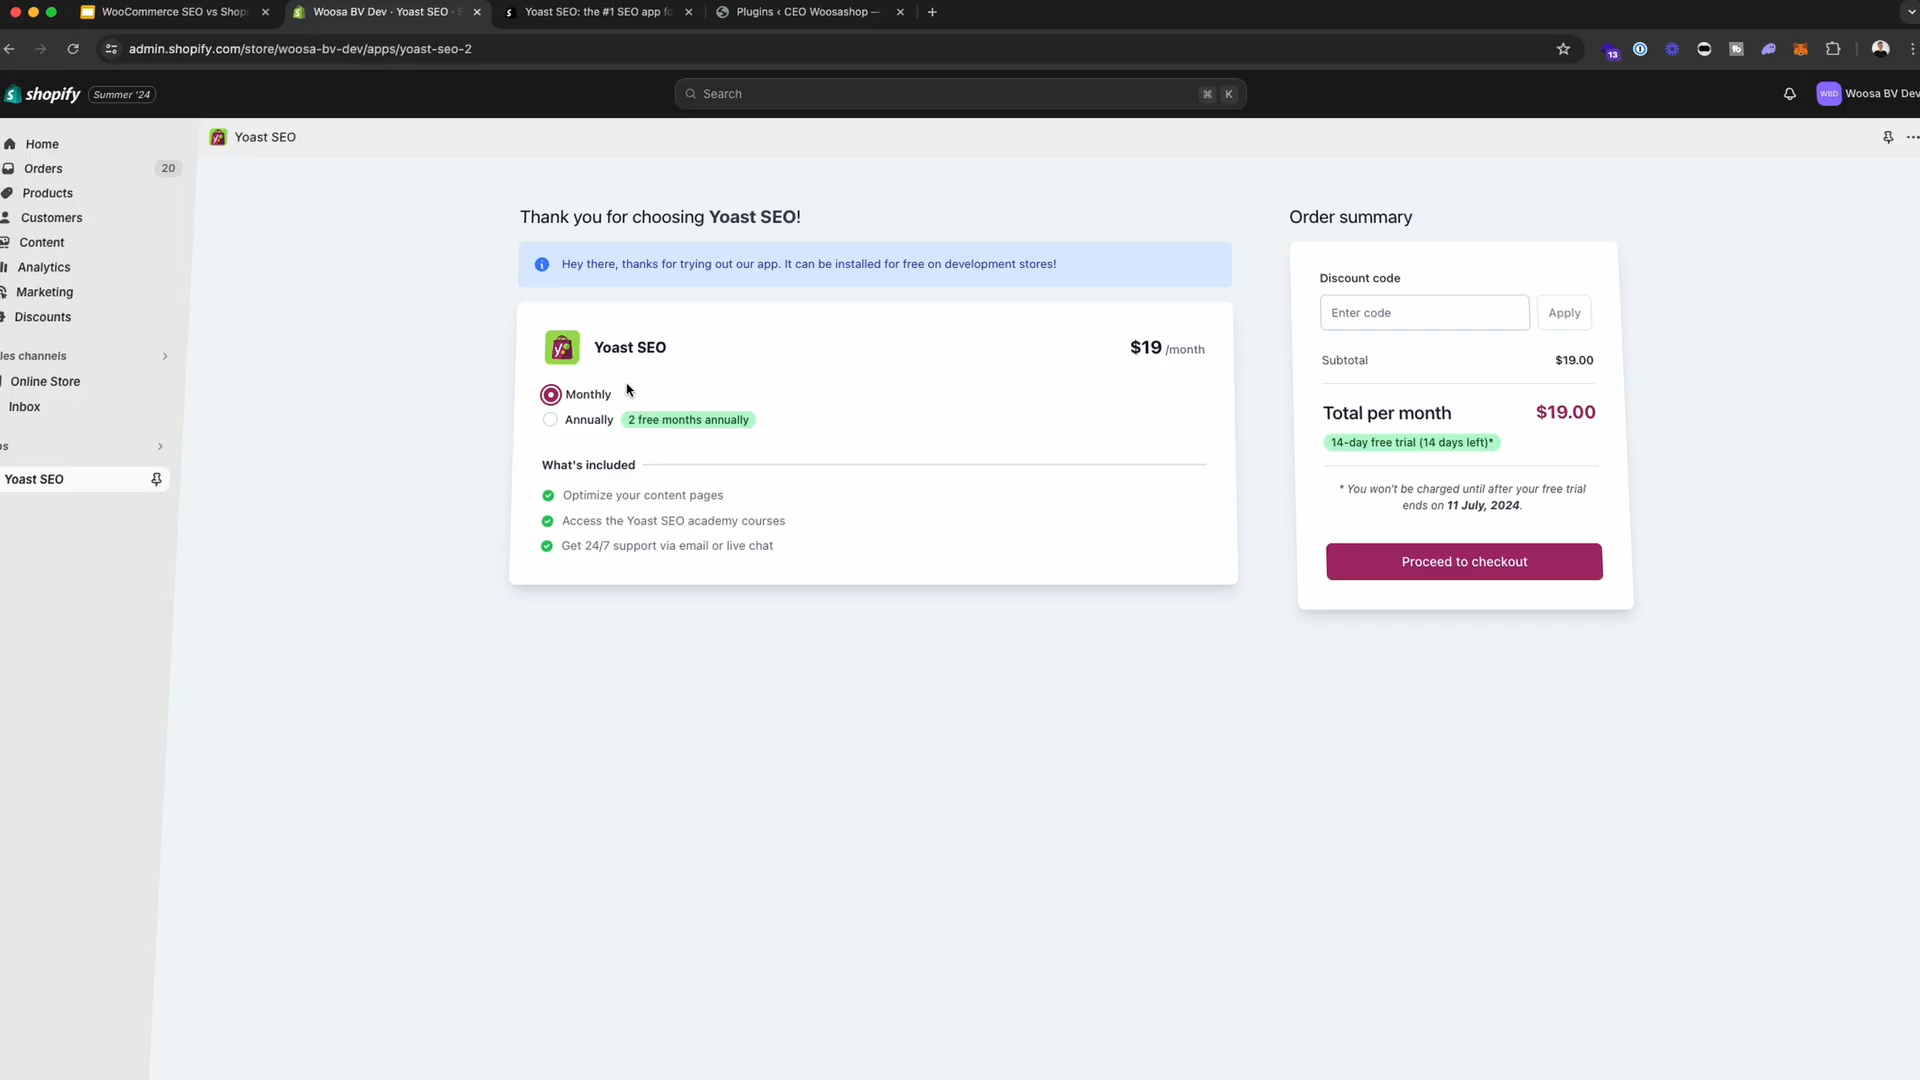 WooCommerce SEO vs Shopi
Woosa BV Dev · Yoast SEO · S
Yoast SEO: the #1 SEO app fo
Plugins ‹ CEO Woosashop —
admin.shopify.com/store/woosa-bv-dev/apps/yoast-seo-2
13
shopify
Summer '24
Search
⌘ K
WBD
Woosa BV Dev
Home
Orders
20
Products
Customers
Content
Analytics
Marketing
Discounts
les channels
Online Store
Inbox
Yoast SEO
Yoast SEO
Thank you for choosing Yoast SEO!
Hey there, thanks for trying out our app. It can be installed for free on development stores!
Yoast SEO
$19 /month
Monthly
Annually
2 free months annually
What's included
Optimize your content pages
Access the Yoast SEO academy courses
Get 24/7 support via email or live chat
Order summary
Discount code
Enter code
Apply
Subtotal
$19.00
Total per month
$19.00
14-day free trial (14 days left)*
* You won't be charged until after your free trial
ends on 11 July, 2024.
Proceed to checkout